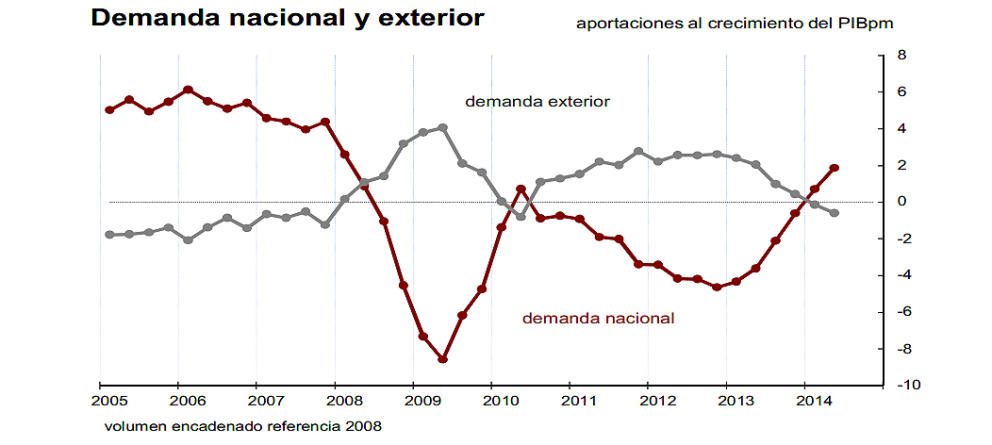 Demanda nacional y exterior
aportaciones al crecimiento del PIBpm
8
6
demanda exterior
4
2
0
-2
-4
demanda nacional
-6
-8
-10
2005 2006 2007 2008 2009 2010 2011 2012 2013 2014
volumen encadenado referencia 2008